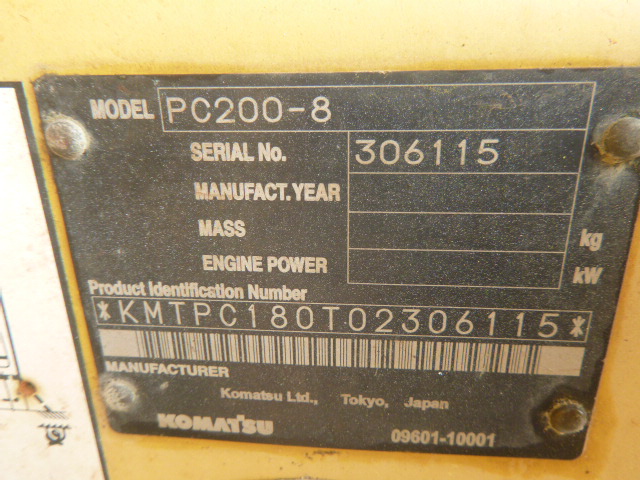 MODEL PC200-8
SERIAL No. 306115
MANUFACT. YEAR
MASS kg
ENGINE POWER kW
Product Identification Number
*KMTPC180T02306115*
MANUFACTURER
Komatsu Ltd., Tokyo, Japan
KOMATSU
09601-10001